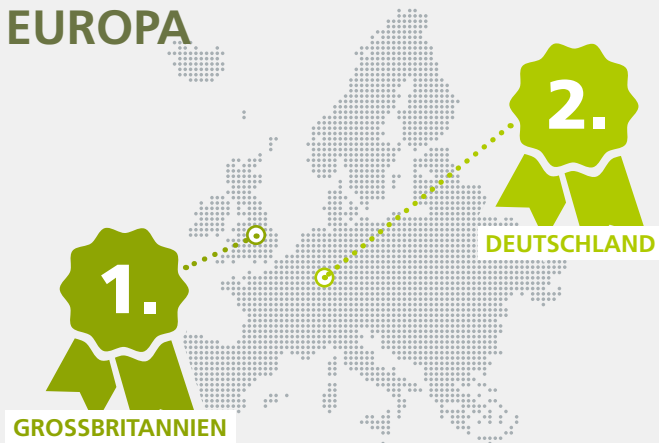 EUROPA
2.
DEUTSCHLAND
1.
GROSSBRITANNIEN